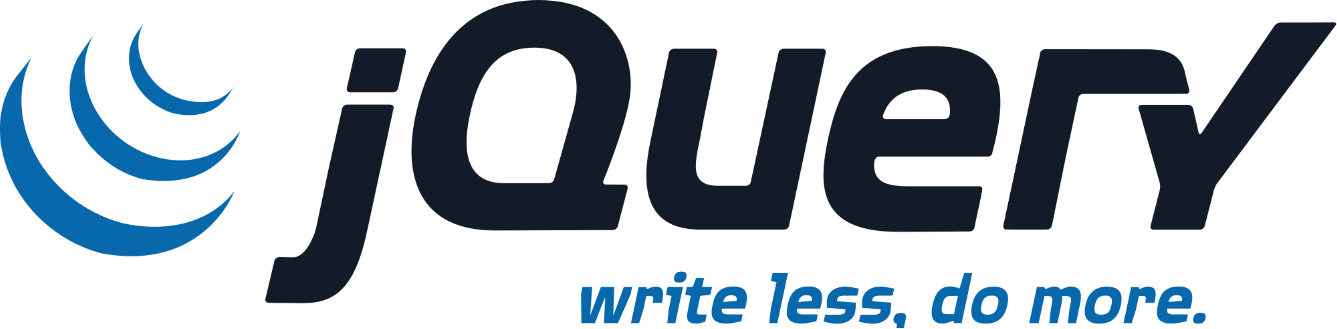 jQuery
write less, do more.